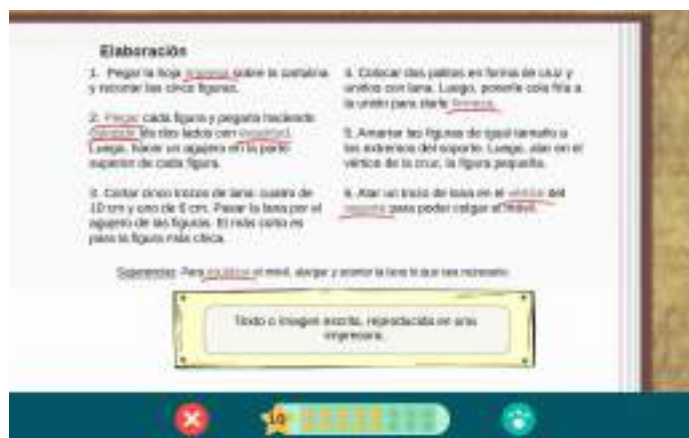 Elaboración
1. Pegar la hoja impresa sobre la cartulina
y recortar las cinco figuras.
2. Plegar cada figura y pegarla haciendo
coincidir los dos lados con exactitud.
Luego, hacer un agujero en la parte
superior de cada figura.
3. Cortar cinco trozos de lana: cuatro de
10 cm y uno de 6 cm. Pasar la lana por el
agujero de las figuras. El más corto es
para la figura más chica.
4. Colocar dos palitos en forma de cruz y
unirlos con lana. Luego, ponerle cola fría a
la unión para darle firmeza.
5. Amarrar las figuras de igual tamaño a
los extremos del soporte. Luego, atar en el
vértice de la cruz, la figura pequeña.
6. Atar un trozo de lana en el vértice del
soporte para poder colgar el móvil.
Sugerencias: Para equilibrar el móvil, alargar y acortar la lana lo que sea necesario.
Texto o imagen escrita, reproducida en una
impresora.
10